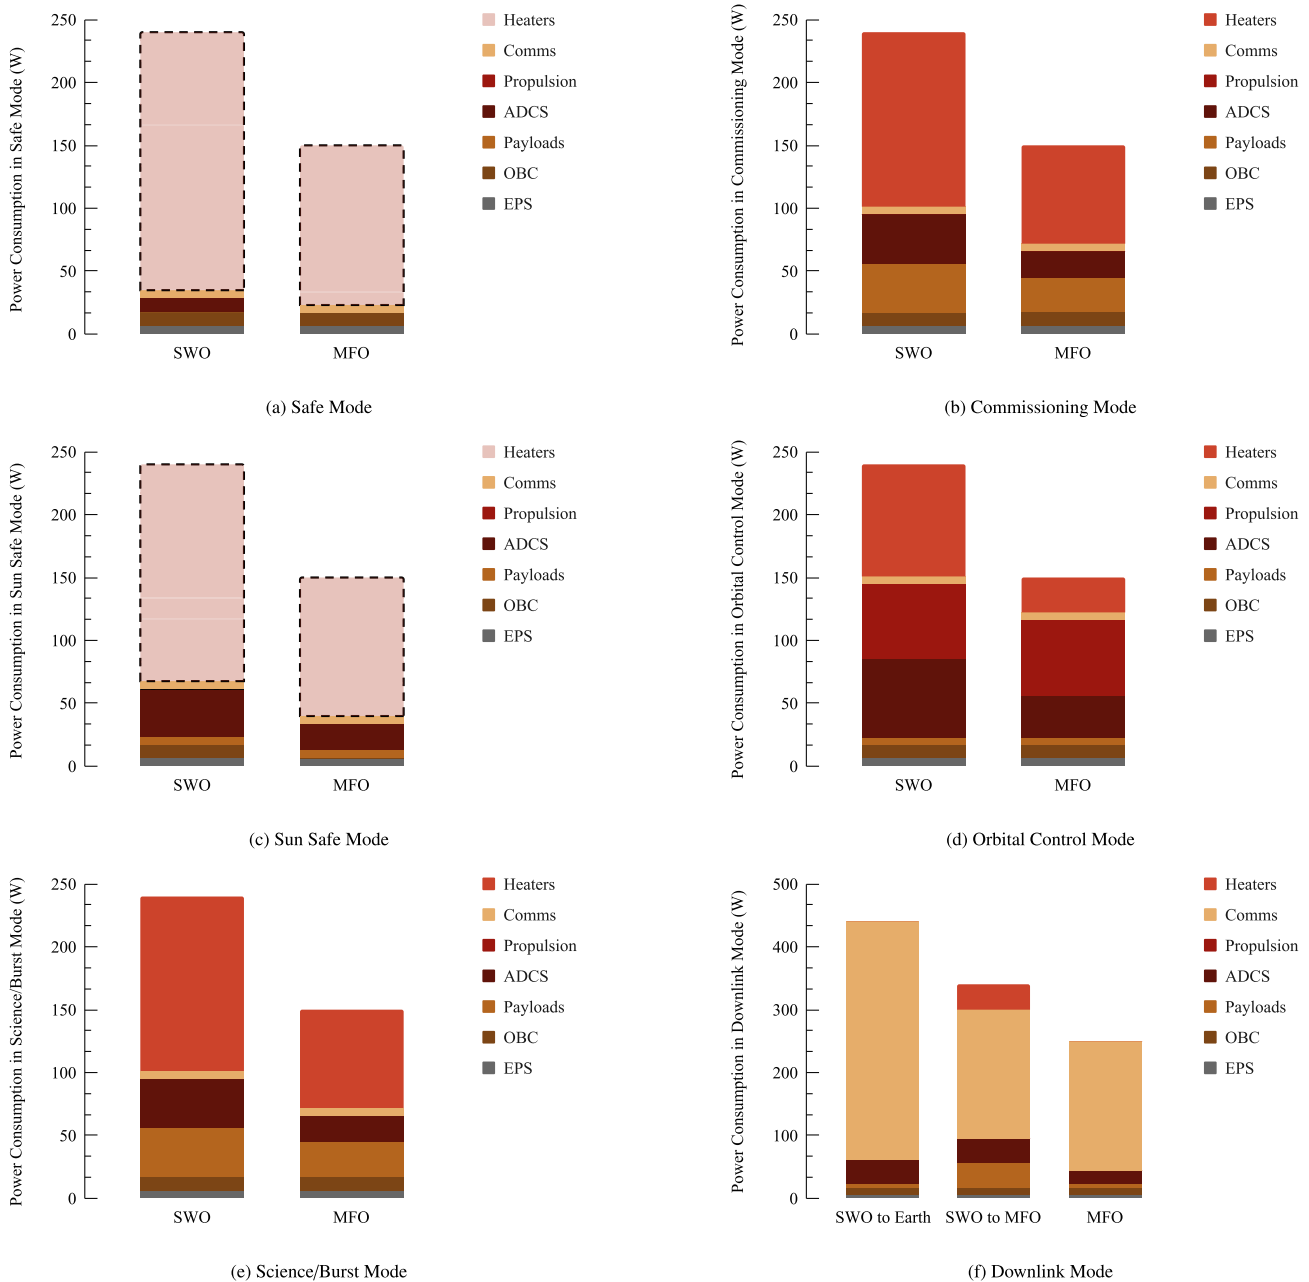 Power Consumption in Safe Mode (W)
250
200
150
100
50
0
SWO
MFO
Heaters
Comms
Propulsion
ADCS
Payloads
OBC
EPS
(a) Safe Mode
Power Consumption in Commissioning Mode (W)
250
200
150
100
50
0
SWO
MFO
Heaters
Comms
Propulsion
ADCS
Payloads
OBC
EPS
(b) Commissioning Mode
Power Consumption in Sun Safe Mode (W)
250
200
150
100
50
0
SWO
MFO
Heaters
Comms
Propulsion
ADCS
Payloads
OBC
EPS
(c) Sun Safe Mode
Power Consumption in Orbital Control Mode (W)
250
200
150
100
50
0
SWO
MFO
Heaters
Comms
Propulsion
ADCS
Payloads
OBC
EPS
(d) Orbital Control Mode
Power Consumption in Science/Burst Mode (W)
250
200
150
100
50
0
SWO
MFO
Heaters
Comms
Propulsion
ADCS
Payloads
OBC
EPS
(e) Science/Burst Mode
Power Consumption in Downlink Mode (W)
500
400
300
200
100
0
SWO to Earth
SWO to MFO
MFO
Heaters
Comms
Propulsion
ADCS
Payloads
OBC
EPS
(f) Downlink Mode